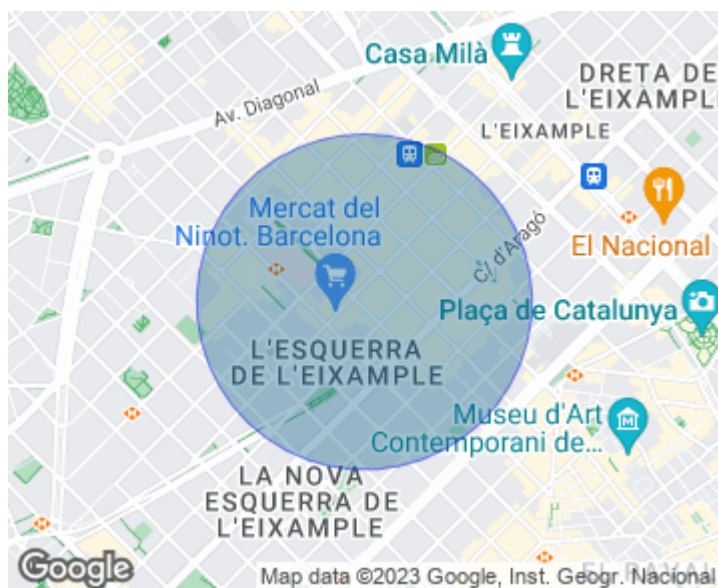 Casa Milà
DRETA DE
L'EIXAMPLE
Av. Diagonal
L'EIXAMPLE
Mercat del
Ninot. Barcelona
C/ d'Aragó
El Nacional
Plaça de Catalunya
L'ESQUERRA
DE L'EIXAMPLE
Museu d'Art
Contemporani de...
LA NOVA
ESQUERRA DE
L'EIXAMPLE
Google
Map data ©2023 Google, Inst. Geogr. Nacional